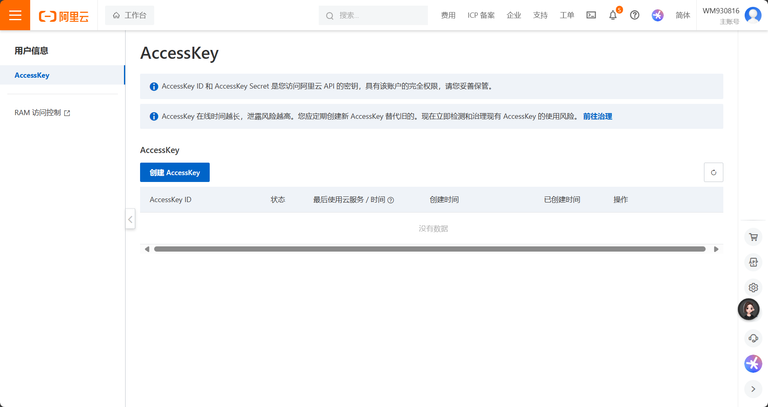 阿里云
工作台
搜索...
费用
ICP 备案
企业
支持
工单
5
简体
WM930816
主账号
用户信息
AccessKey
RAM 访问控制
AccessKey
AccessKey ID 和 AccessKey Secret 是您访问阿里云 API 的密钥，具有该账户的完全权限，请您妥善保管。
AccessKey 在线时间越长，泄露风险越高。您应定期创建新 AccessKey 替代旧的。现在立即检测和治理现有 AccessKey 的使用风险。 前往治理
AccessKey
创建 AccessKey
AccessKey ID
状态
最后使用云服务 / 时间
创建时间
已创建时间
操作
没有数据